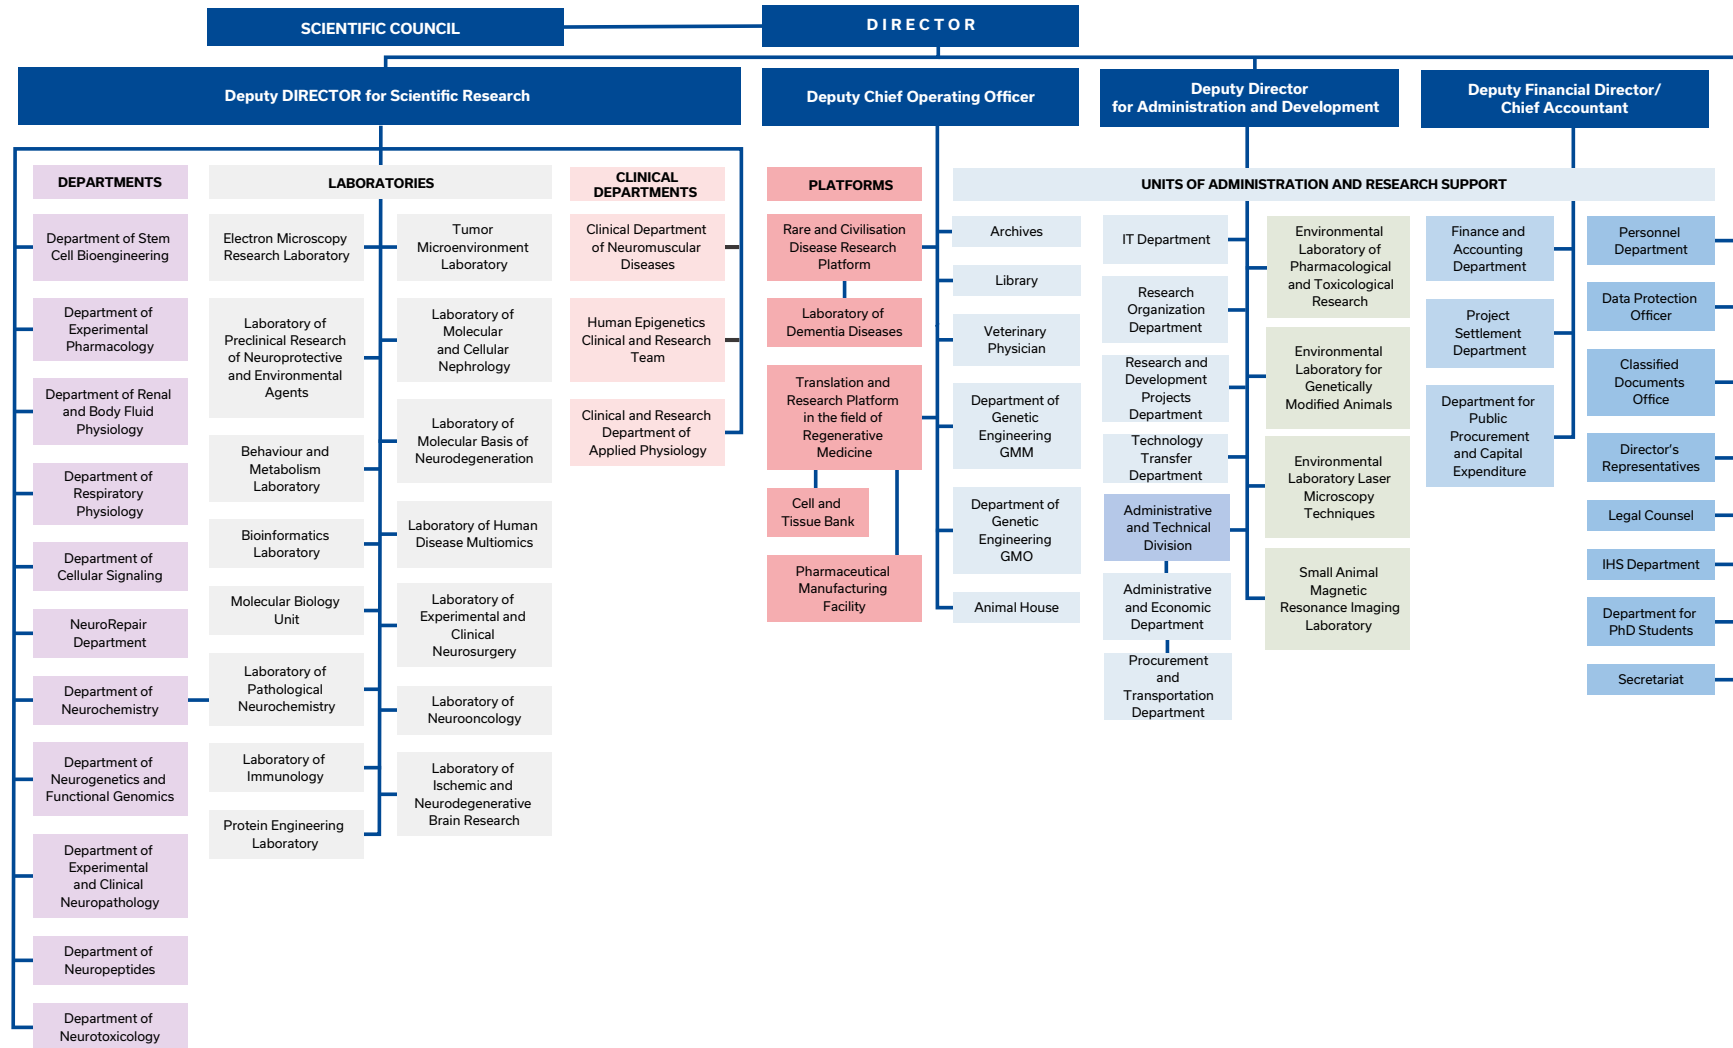 SCIENTIFIC COUNCIL
DIRECTOR
Deputy DIRECTOR for Scientific Research
Deputy Chief Operating Officer
Deputy Director
for Administration and Development
Deputy Financial Director/
Chief Accountant
DEPARTMENTS
Department of Stem
Cell Bioengineering
Department of
Experimental
Pharmacology
Department of Renal
and Body Fluid
Physiology
Department of
Respiratory
Physiology
Department of
Cellular Signaling
NeuroRepair
Department
Department of
Neurochemistry
Department of
Neurogenetics and
Functional Genomics
Department of
Experimental
and Clinical
Neuropathology
Department of
Neuropeptides
Department of
Neurotoxicology
LABORATORIES
Electron Microscopy
Research Laboratory
Laboratory of
Preclinical Research
of Neuroprotective
and Environmental
Agents
Behaviour and
Metabolism
Laboratory
Bioinformatics
Laboratory
Molecular Biology
Unit
Laboratory of
Pathological
Neurochemistry
Laboratory of
Immunology
Protein Engineering
Laboratory
Tumor
Microenvironment
Laboratory
Laboratory of
Molecular
and Cellular
Nephrology
Laboratory of
Molecular Basis of
Neurodegeneration
Laboratory of Human
Disease Multiomics
Laboratory of
Experimental and
Clinical
Neurosurgery
Laboratory of
Neurooncology
Laboratory of
Ischemic and
Neurodegenerative
Brain Research
CLINICAL
DEPARTMENTS
Clinical Department
of Neuromuscular
Diseases
Human Epigenetics
Clinical and Research
Team
Clinical and Research
Department of
Applied Physiology
PLATFORMS
Rare and Civilisation
Disease Research
Platform
Laboratory of
Dementia Diseases
Translation and
Research Platform
in the field of
Regenerative
Medicine
Cell and
Tissue Bank
Pharmaceutical
Manufacturing
Facility
UNITS OF ADMINISTRATION AND RESEARCH SUPPORT
Archives
Library
Veterinary
Physician
Department of
Genetic
Engineering
GMM
Department of
Genetic
Engineering
GMO
Animal House
IT Department
Research
Organization
Department
Research and
Development
Projects
Department
Technology
Transfer
Department
Administrative
and Technical
Division
Administrative
and Economic
Department
Procurement
and
Transportation
Department
Environmental
Laboratory of
Pharmacological
and Toxicological
Research
Environmental
Laboratory for
Genetically
Modified Animals
Environmental
Laboratory Laser
Microscopy
Techniques
Small Animal
Magnetic
Resonance Imaging
Laboratory
Finance and
Accounting
Department
Project
Settlement
Department
Department for
Public
Procurement
and Capital
Expenditure
Personnel
Department
Data Protection
Officer
Classified
Documents
Office
Director's
Representatives
Legal Counsel
IHS Department
Department for
PhD Students
Secretariat